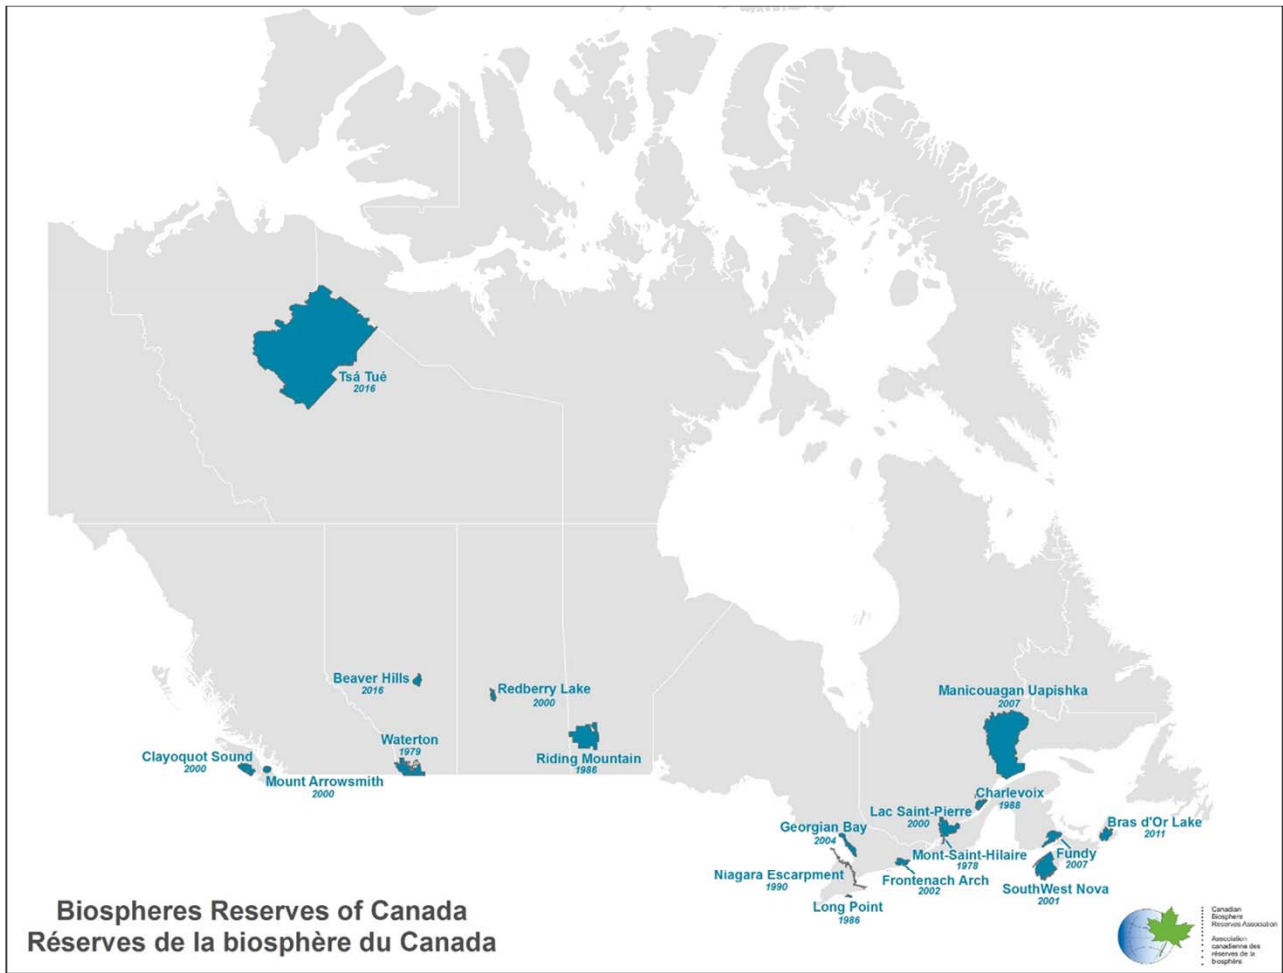 Tsá Tué
2016
Beaver Hills
2016
Redberry Lake
2000
Manicouagan Uapishka
2007
Waterton
1979
Clayoquot Sound
2000
Riding Mountain
1986
Mount Arrowsmith
2000
Charlevoix
1988
Lac Saint-Pierre
2000
Georgian Bay
2004
Bras d'Or Lake
2011
Mont-Saint-Hilaire
1978
Fundy
2007
Niagara Escarpment
1990
Frontenach Arch
2002
SouthWest Nova
2001
Long Point
1986
Biospheres Reserves of Canada
Réserves de la biosphère du Canada
Canadian
Biosphere
Reserves Association
Association
canadienne des
réserves de la
biosphère